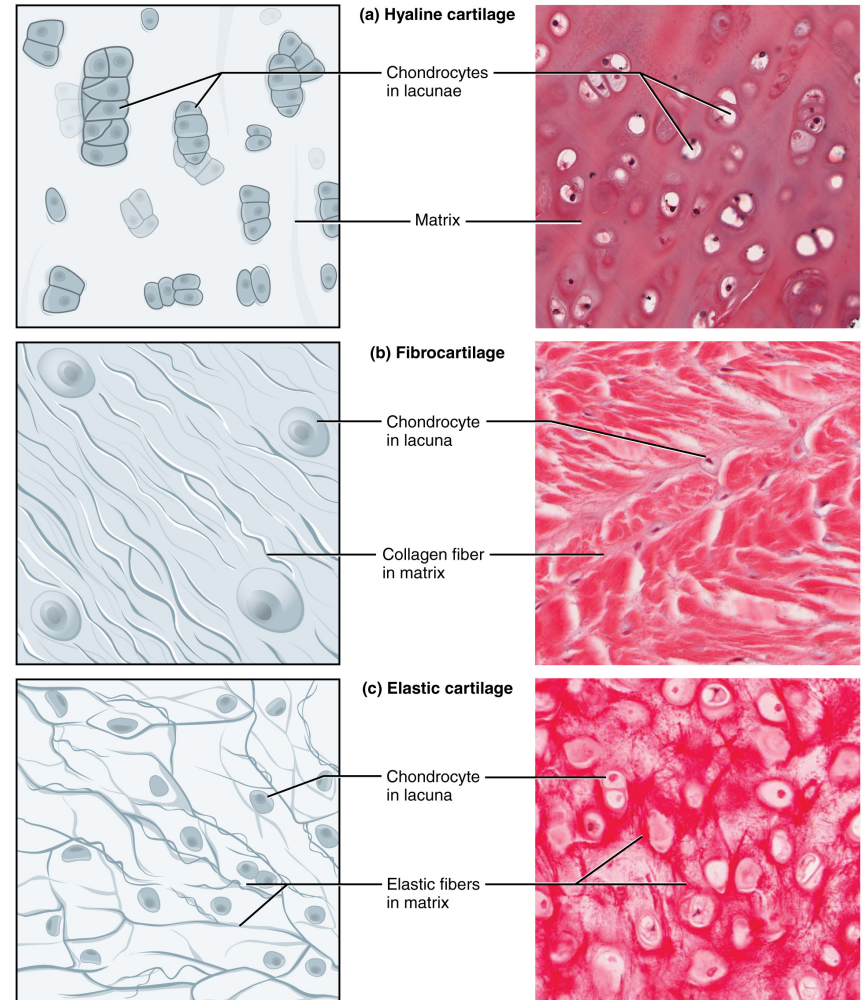 (a) Hyaline cartilage
Chondrocytes
in lacunae
Matrix
(b) Fibrocartilage
Chondrocyte
in lacuna
Collagen fiber
in matrix
(c) Elastic cartilage
Chondrocyte
in lacuna
Elastic fibers
in matrix